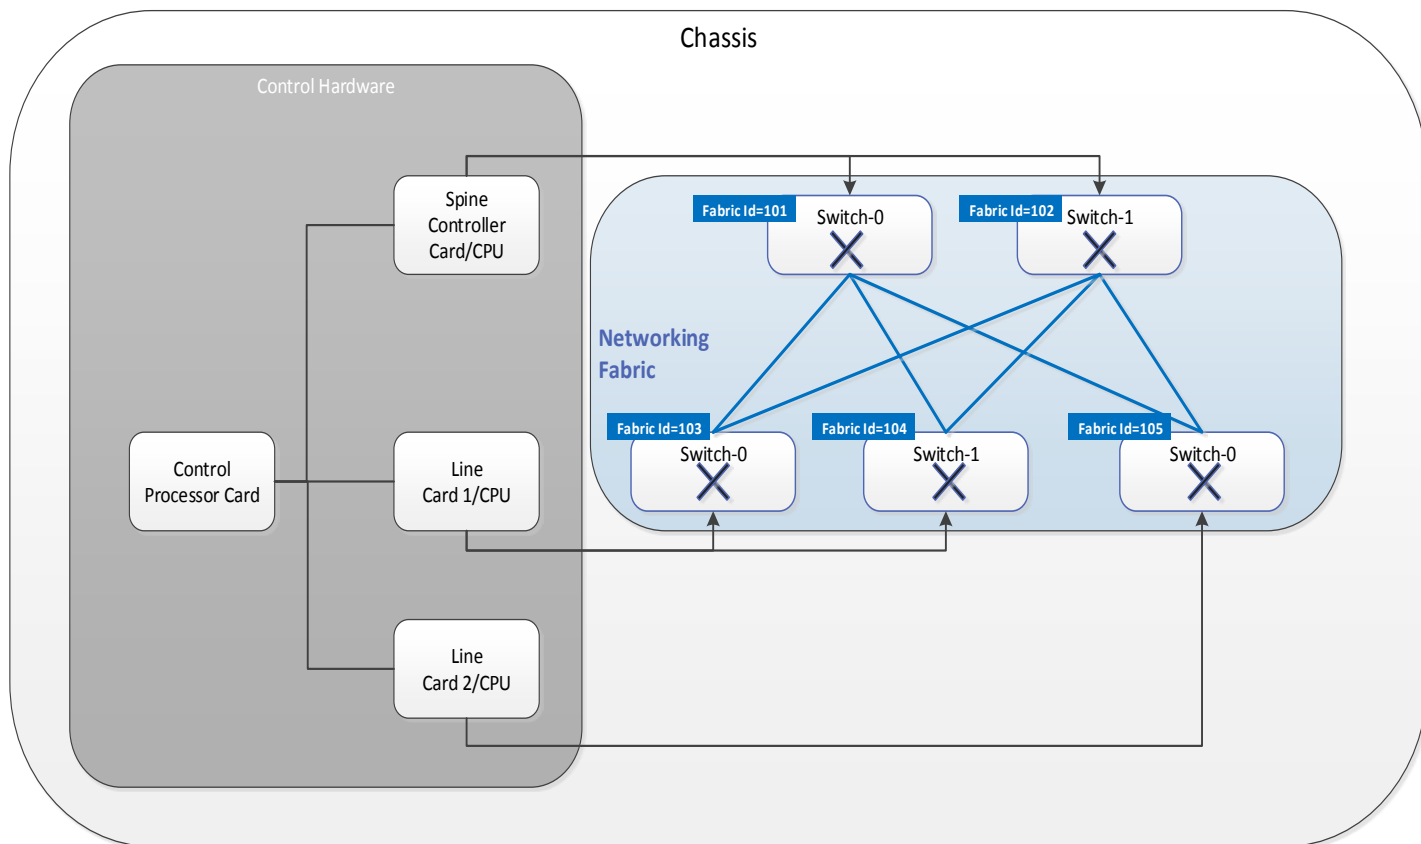 Chassis
Control Hardware
Spine
Controller
Card/CPU
Fabric Id=101
Switch-0
Fabric Id=102
Switch-1
Networking
Fabric
Fabric Id=103
Switch-0
Fabric Id=104
Switch-1
Fabric Id=105
Switch-0
Control
Processor Card
Line
Card 1/CPU
Line
Card 2/CPU